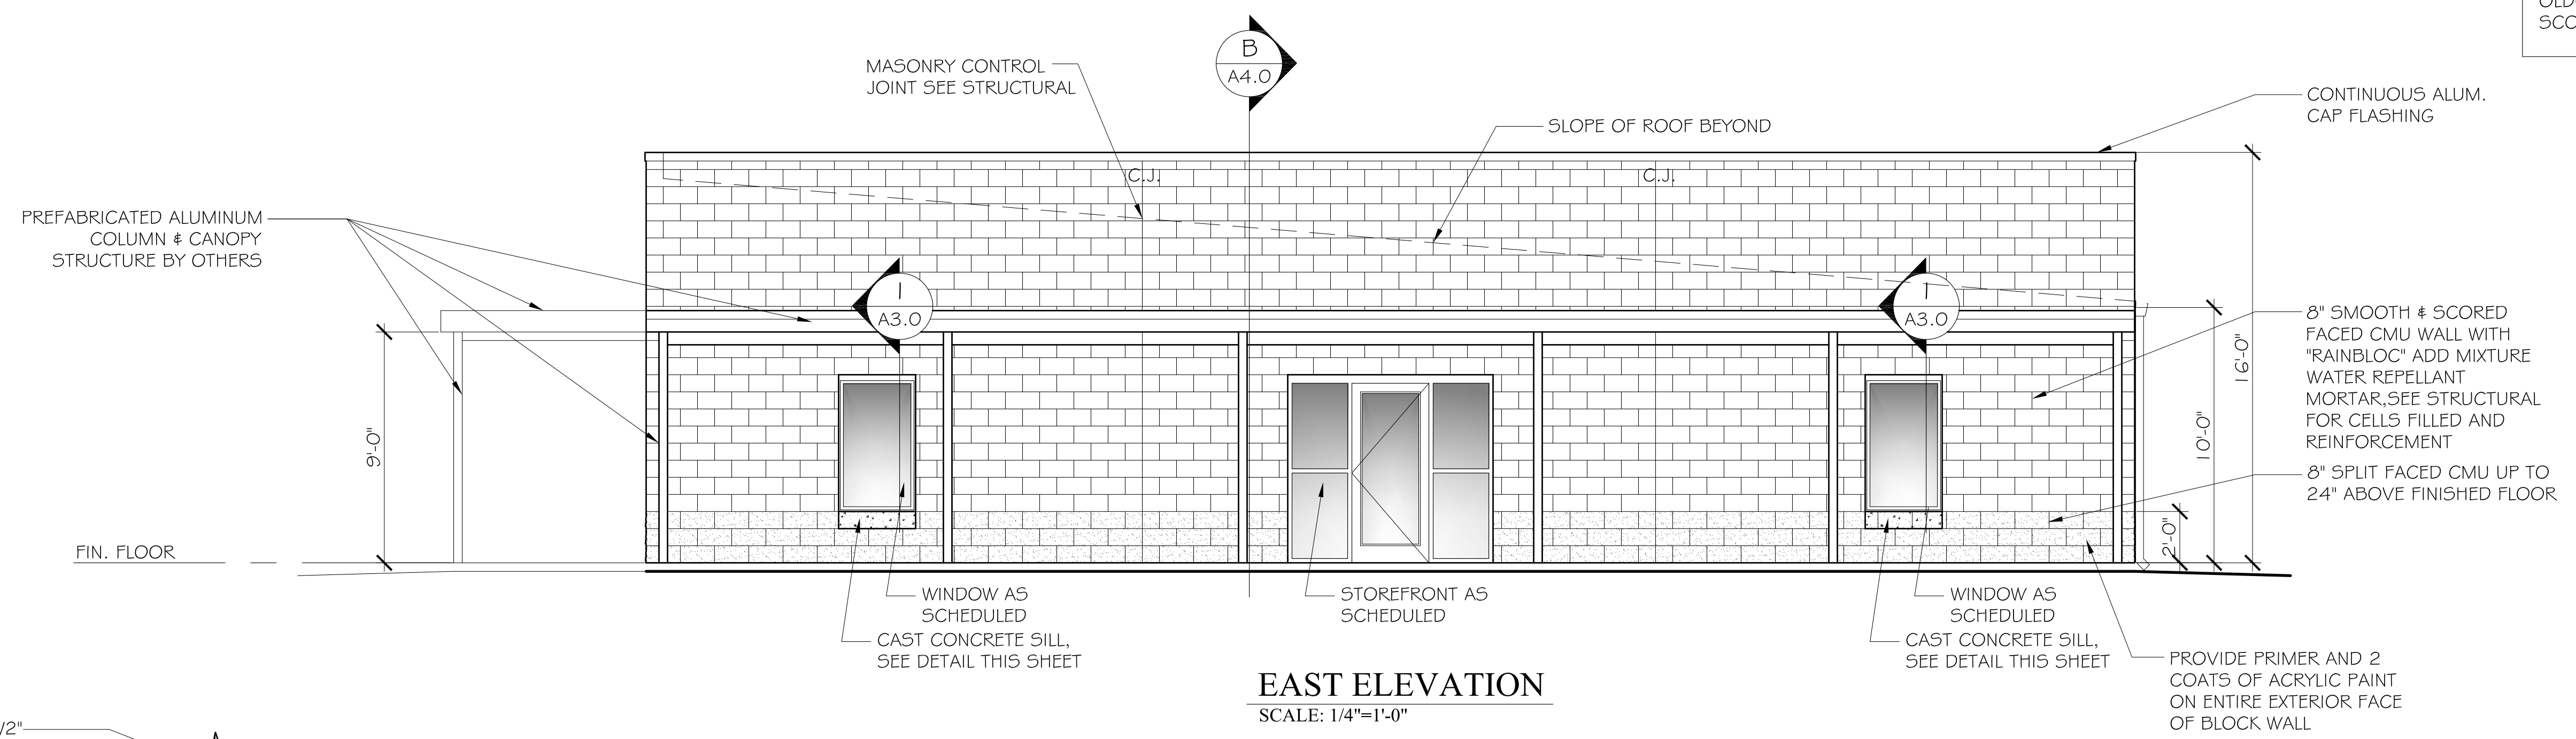 OLD
SCO
B
A4.0
MASONRY CONTROL
JOINT SEE STRUCTURAL
SLOPE OF ROOF BEYOND
CONTINUOUS ALUM.
CAP FLASHING
C.J.
C.J.
PREFABRICATED ALUMINUM
COLUMN & CANOPY
STRUCTURE BY OTHERS
1
A3.0
1
A3.0
8" SMOOTH & SCORED
FACED CMU WALL WITH
"RAINBLOC" ADD MIXTURE
WATER REPELLANT
MORTAR,SEE STRUCTURAL
FOR CELLS FILLED AND
REINFORCEMENT
16'-0"
10'-0"
9'-0"
8" SPLIT FACED CMU UP TO
24" ABOVE FINISHED FLOOR
2'-0"
FIN. FLOOR
WINDOW AS
SCHEDULED
CAST CONCRETE SILL,
SEE DETAIL THIS SHEET
STOREFRONT AS
SCHEDULED
WINDOW AS
SCHEDULED
CAST CONCRETE SILL,
SEE DETAIL THIS SHEET
PROVIDE PRIMER AND 2
COATS OF ACRYLIC PAINT
ON ENTIRE EXTERIOR FACE
OF BLOCK WALL
EAST ELEVATION
SCALE: 1/4"=1'-0"
/2"